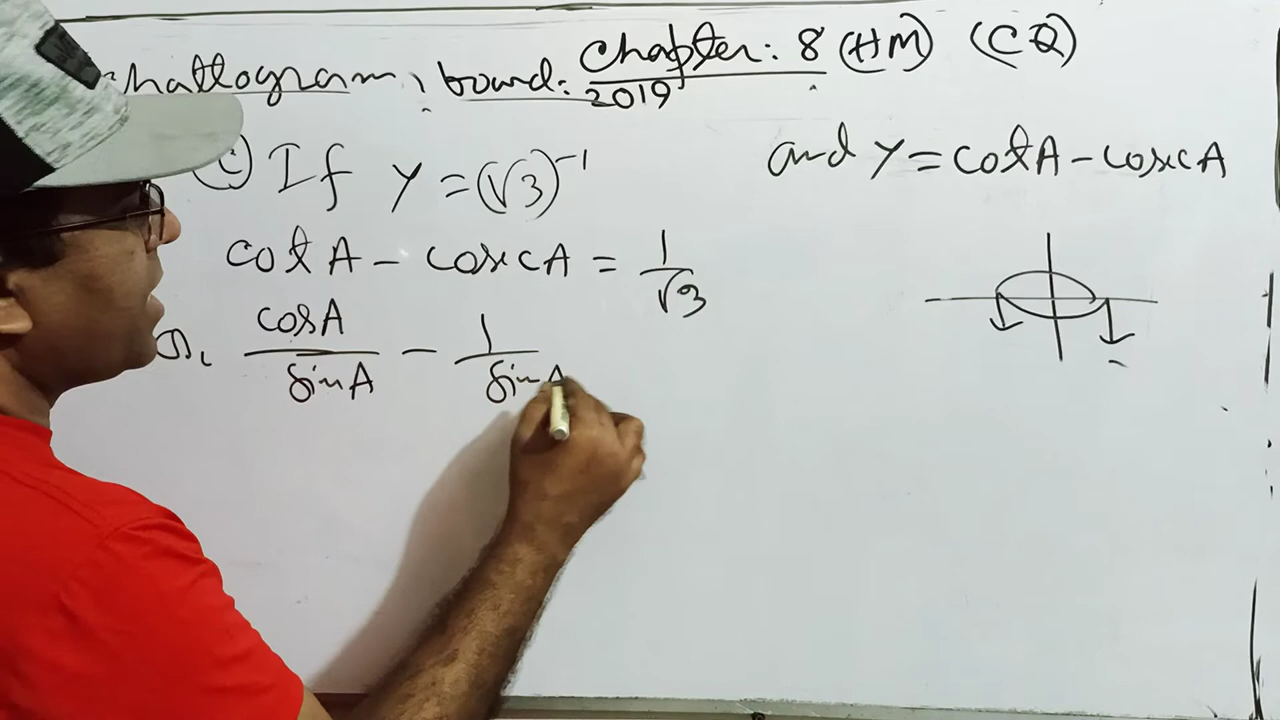 Chapter: 8 (HM) (CQ)
hattogram, board: 2019
(c) If y = (√3)⁻¹ and y = cotA - cosecA
cotA - cosecA = 1/√3
or, cosA/sinA - 1/sinA